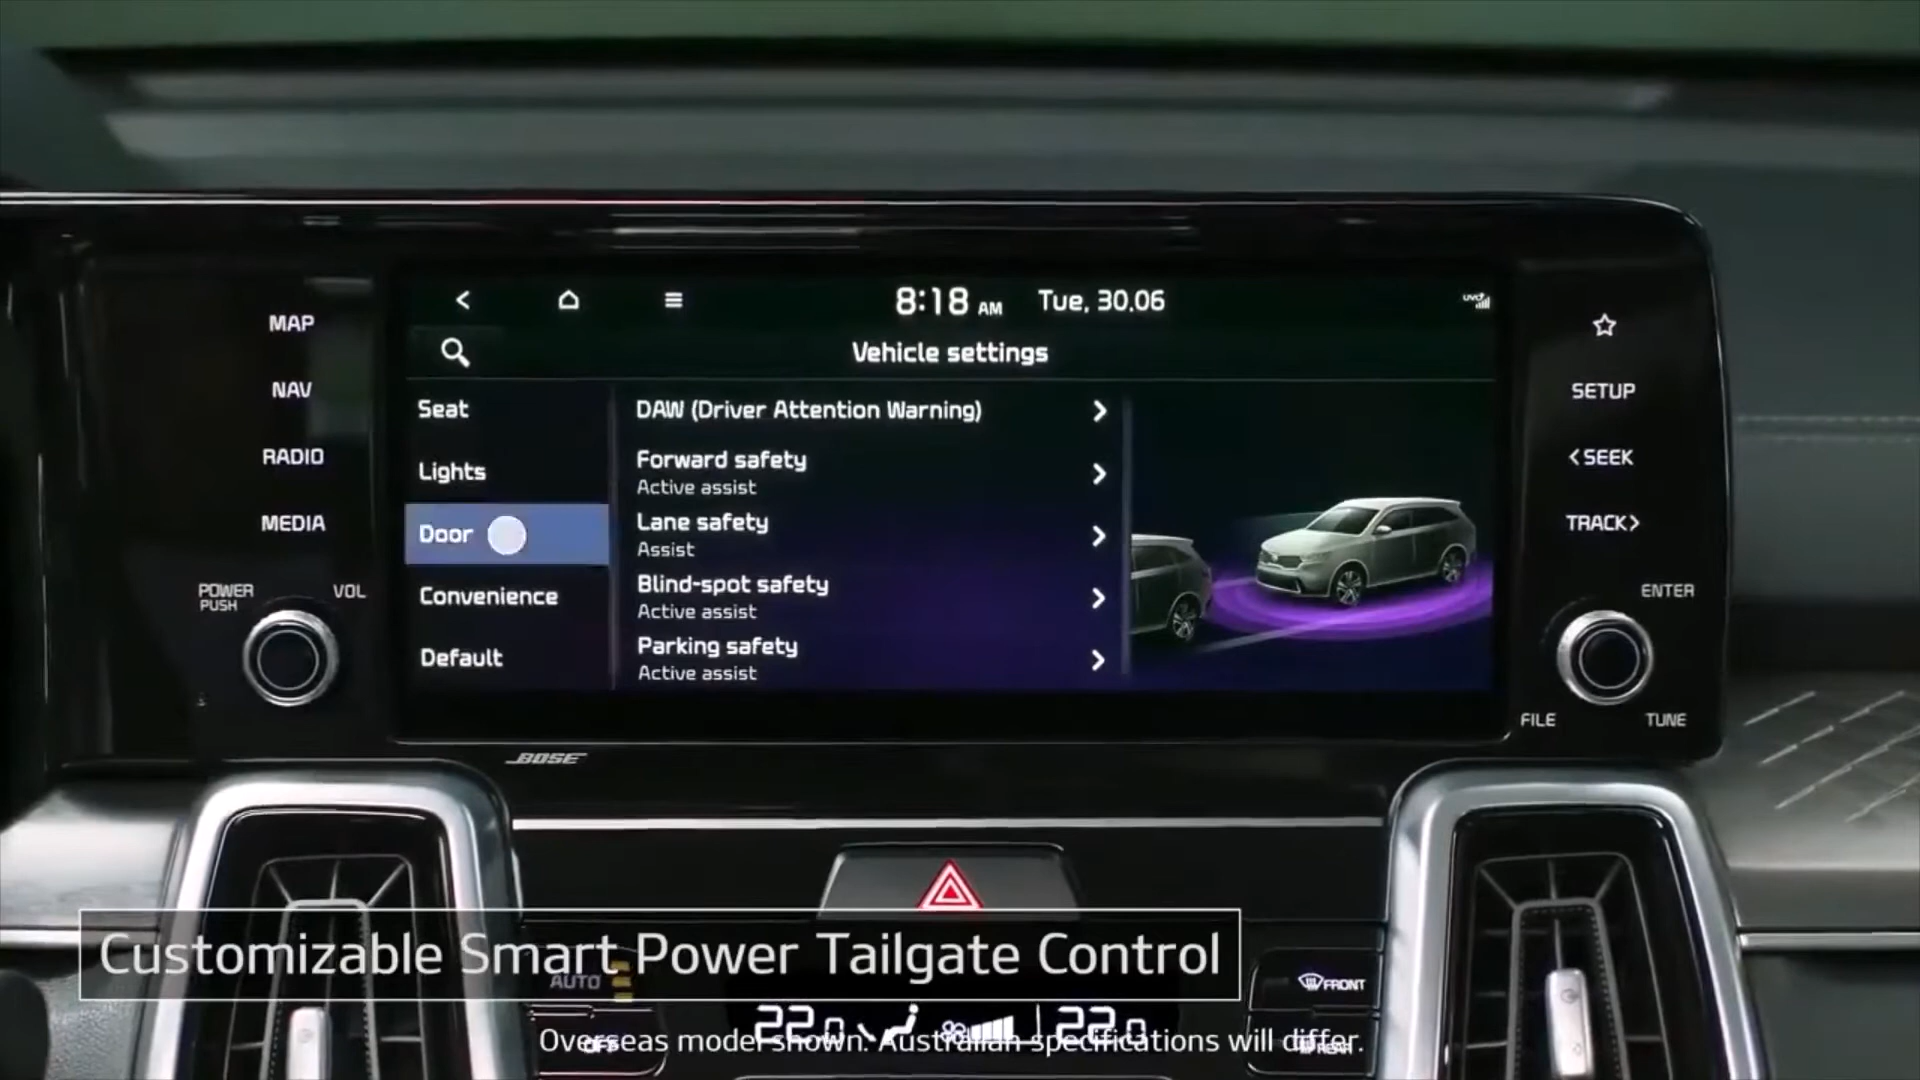 8:18 AM Tue, 30.06
Vehicle settings
MAP
NAV
RADIO
MEDIA
POWER
PUSH
VOL
Seat
Lights
Door
Convenience
Default
DAW (Driver Attention Warning)
Forward safety
Active assist
Lane safety
Assist
Blind-spot safety
Active assist
Parking safety
Active assist
SETUP
<SEEK
TRACK>
ENTER
FILE
TUNE
BOSE
Customizable Smart Power Tailgate Control
AUTO
FRONT
22.0 22.0
OFF
REAR
Overseas model shown. Australian specifications will differ.